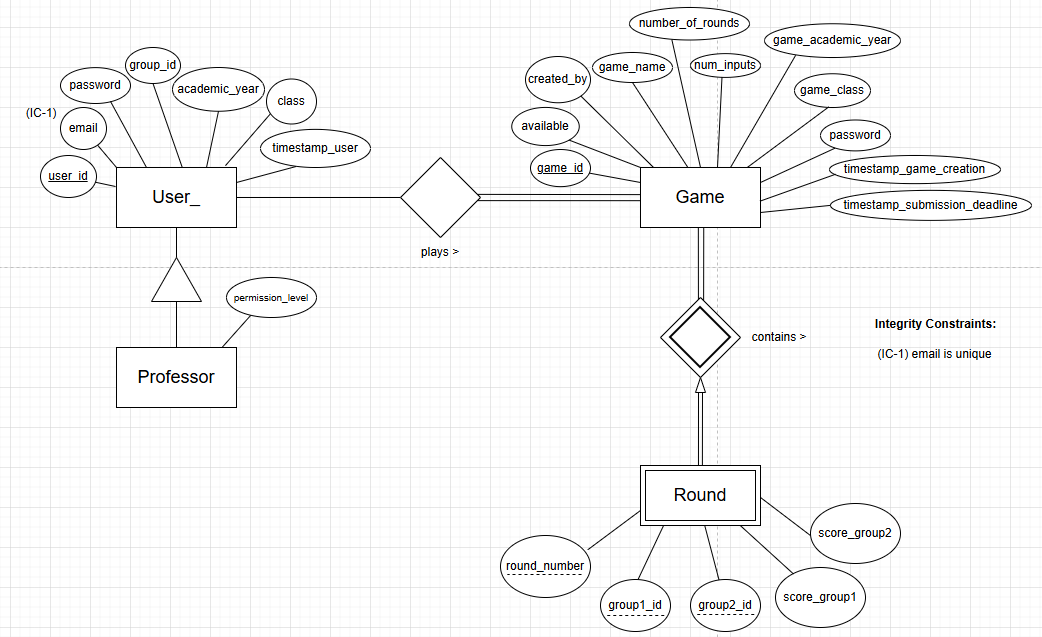 number_of_rounds
game_academic_year
group_id
game_name
num_inputs
password
created_by
academic_year
game_class
class
(IC-1)
email
available
password
timestamp_user
user_id
game_id
timestamp_game_creation
User_
Game
timestamp_submission_deadline
plays >
permission_level
Integrity Constraints:
contains >
(IC-1) email is unique
Professor
Round
score_group2
round_number
group1_id
group2_id
score_group1